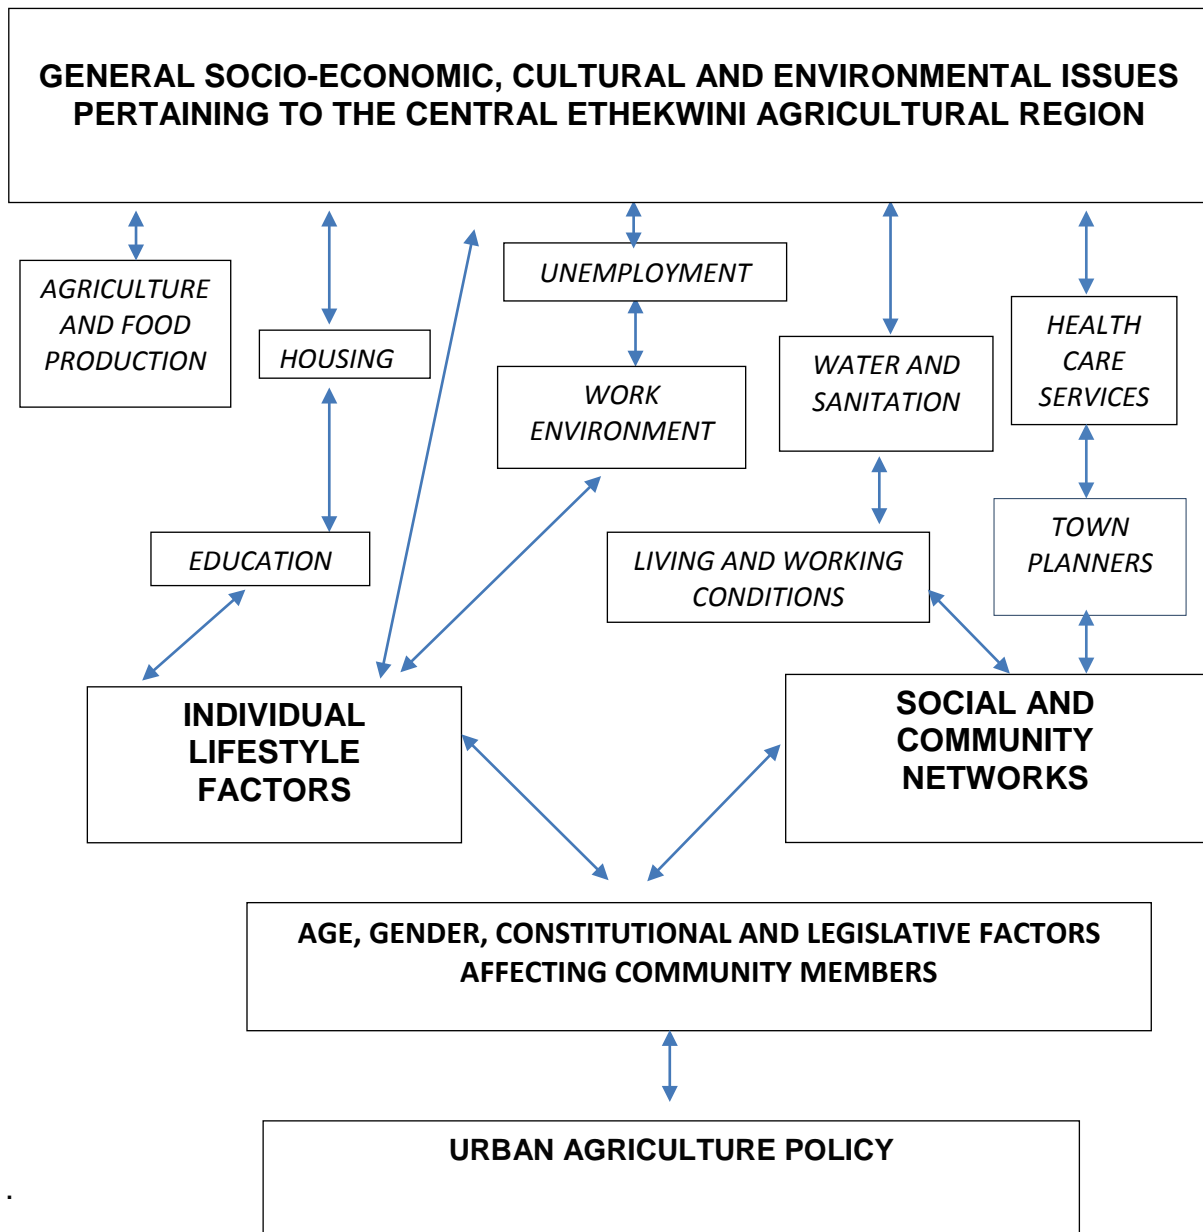 GENERAL SOCIO-ECONOMIC, CULTURAL AND ENVIRONMENTAL ISSUES
PERTAINING TO THE CENTRAL ETHEKWINI AGRICULTURAL REGION
AGRICULTURE
AND FOOD
PRODUCTION
HOUSING
UNEMPLOYMENT
WORK
ENVIRONMENT
WATER AND
SANITATION
HEALTH
CARE
SERVICES
EDUCATION
LIVING AND WORKING
CONDITIONS
TOWN
PLANNERS
INDIVIDUAL
LIFESTYLE
FACTORS
SOCIAL AND
COMMUNITY
NETWORKS
AGE, GENDER, CONSTITUTIONAL AND LEGISLATIVE FACTORS
AFFECTING COMMUNITY MEMBERS
URBAN AGRICULTURE POLICY
.